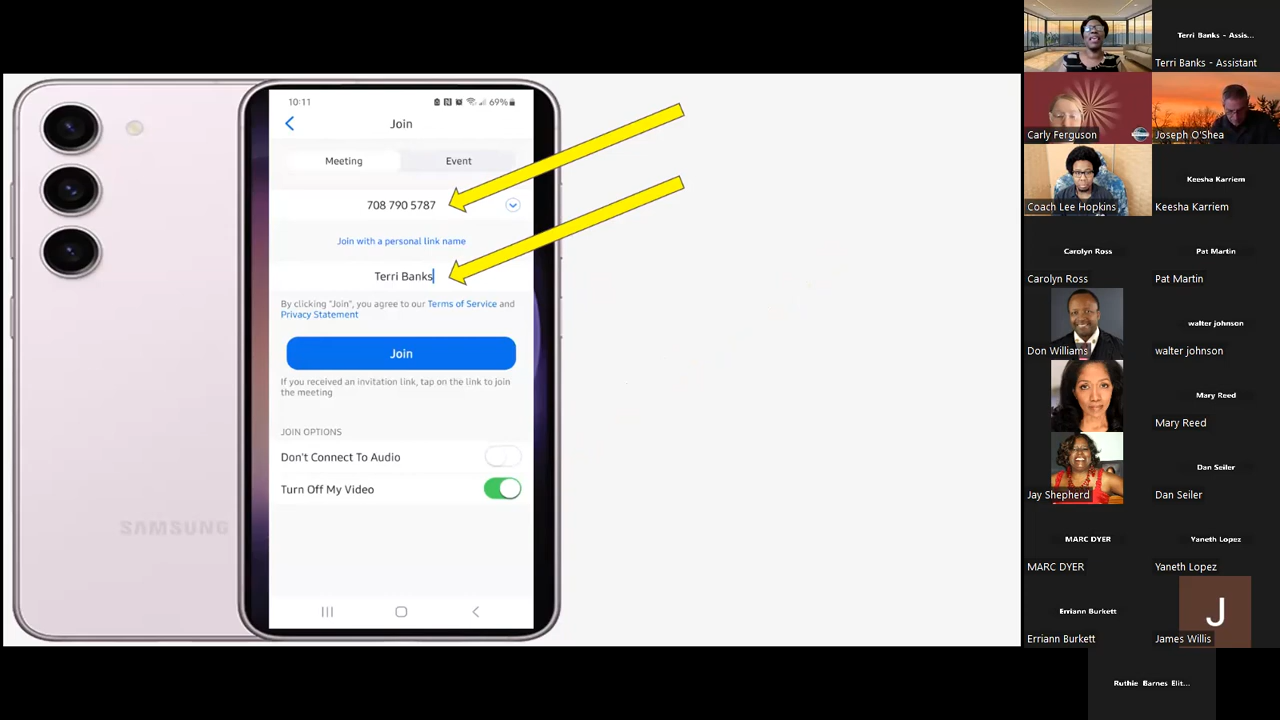 10:11
69%
Join
Meeting
Event
708 790 5787
Join with a personal link name
Terri Banks
By clicking "Join", you agree to our Terms of Service and
Privacy Statement
Join
If you received an invitation link, tap on the link to join
the meeting
JOIN OPTIONS
Don't Connect To Audio
Turn Off My Video
SAMSUNG
Terri Banks - Assis...
Terri Banks - Assistant
Carly Ferguson
Joseph O'Shea
Coach Lee Hopkins
Keesha Karriem
Keesha Karriem
Carolyn Ross
Carolyn Ross
Pat Martin
Pat Martin
Don Williams
walter johnson
walter johnson
Mary Reed
Mary Reed
Jay Shepherd
Dan Seiler
Dan Seiler
MARC DYER
MARC DYER
Yaneth Lopez
Yaneth Lopez
Erriann Burkett
Erriann Burkett
J
James Willis
Ruthie Barnes Elit...